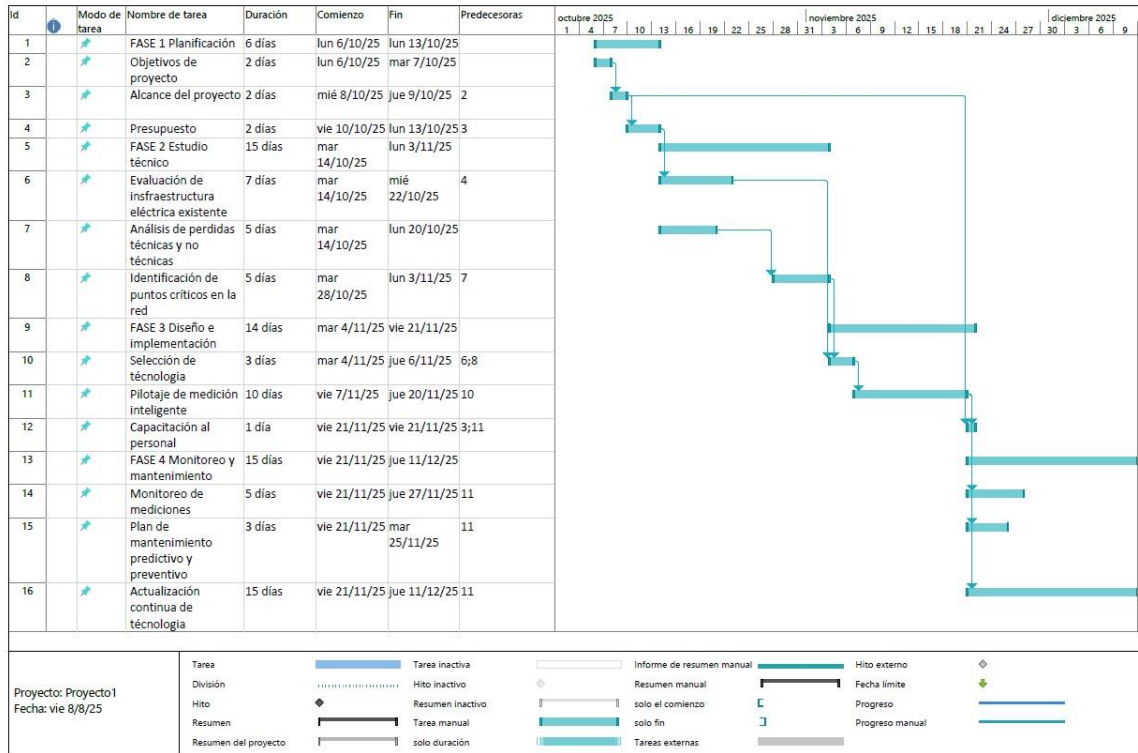 Id Modo de tarea Nombre de tarea Duración Comienzo Fin Predecesoras
octubre 2025 noviembre 2025 diciembre 2025
1 4 7 10 13 16 19 22 25 28 31 3 6 9 12 15 18 21 24 27 30 3 6 9
1 FASE 1 Planificación 6 días lun 6/10/25 lun 13/10/25
2 Objetivos de proyecto 2 días lun 6/10/25 mar 7/10/25
3 Alcance del proyecto 2 días mié 8/10/25 jue 9/10/25 2
4 Presupuesto 2 días vie 10/10/25 lun 13/10/25 3
5 FASE 2 Estudio técnico 15 días mar 14/10/25 lun 3/11/25
6 Evaluación de insfraestructura eléctrica existente 7 días mar 14/10/25 mié 22/10/25 4
7 Análisis de perdidas técnicas y no técnicas 5 días mar 14/10/25 lun 20/10/25
8 Identificación de puntos críticos en la red 5 días mar 28/10/25 lun 3/11/25 7
9 FASE 3 Diseño e implementación 14 días mar 4/11/25 vie 21/11/25
10 Selección de técnologia 3 días mar 4/11/25 jue 6/11/25 6;8
11 Pilotaje de medición inteligente 10 días vie 7/11/25 jue 20/11/25 10
12 Capacitación al personal 1 día vie 21/11/25 vie 21/11/25 3;11
13 FASE 4 Monitoreo y mantenimiento 15 días vie 21/11/25 jue 11/12/25
14 Monitoreo de mediciones 5 días vie 21/11/25 jue 27/11/25 11
15 Plan de mantenimiento predictivo y preventivo 3 días vie 21/11/25 mar 25/11/25 11
16 Actualización continua de técnologia 15 días vie 21/11/25 jue 11/12/25 11
Proyecto: Proyecto1
Fecha: vie 8/8/25
Tarea Tarea inactiva Informe de resumen manual Hito externo
División Hito inactivo Resumen manual Fecha límite
Hito Resumen inactivo solo el comienzo Progreso
Resumen Tarea manual solo fin Progreso manual
Resumen del proyecto solo duración Tareas externas